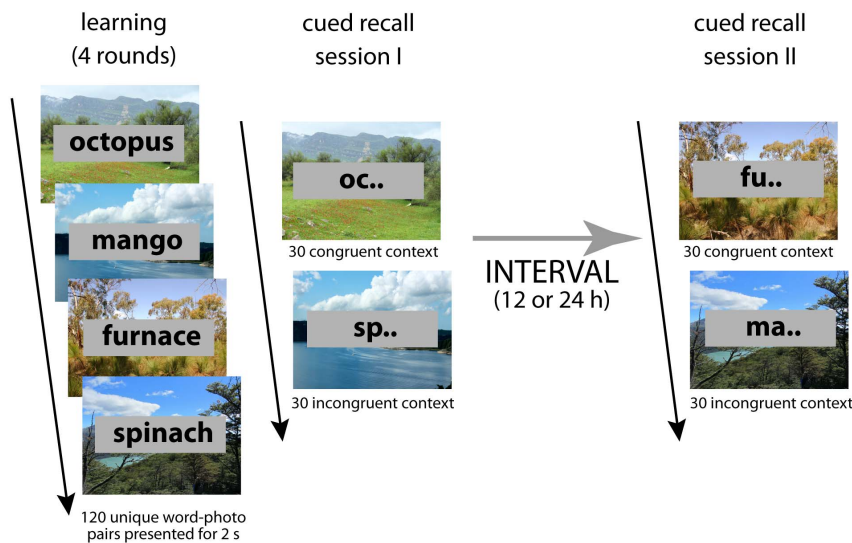 learning
(4 rounds)
octopus
mango
furnace
spinach
120 unique word-photo
pairs presented for 2 s
cued recall
session I
oc..
30 congruent context
sp..
30 incongruent context
INTERVAL
(12 or 24 h)
cued recall
session II
fu..
30 congruent context
ma..
30 incongruent context